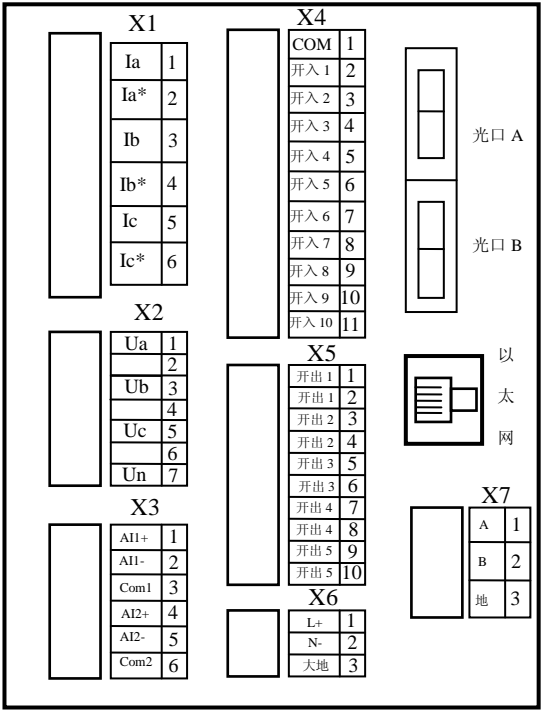 X1
Ia 1
Ia* 2
Ib 3
Ib* 4
Ic 5
Ic* 6
X2
Ua 1
2
Ub 3
4
Uc 5
6
Un 7
X3
AI1+ 1
AI1- 2
Com1 3
AI2+ 4
AI2- 5
Com2 6
X4
COM 1
开入 1 2
开入 2 3
开入 3 4
开入 4 5
开入 5 6
开入 6 7
开入 7 8
开入 8 9
开入 9 10
开入 10 11
X5
开出 1 1
开出 1 2
开出 2 3
开出 2 4
开出 3 5
开出 3 6
开出 4 7
开出 4 8
开出 5 9
开出 5 10
X6
L+ 1
N- 2
大地 3
光口 A
光口 B
以
太
网
X7
A 1
B 2
地 3